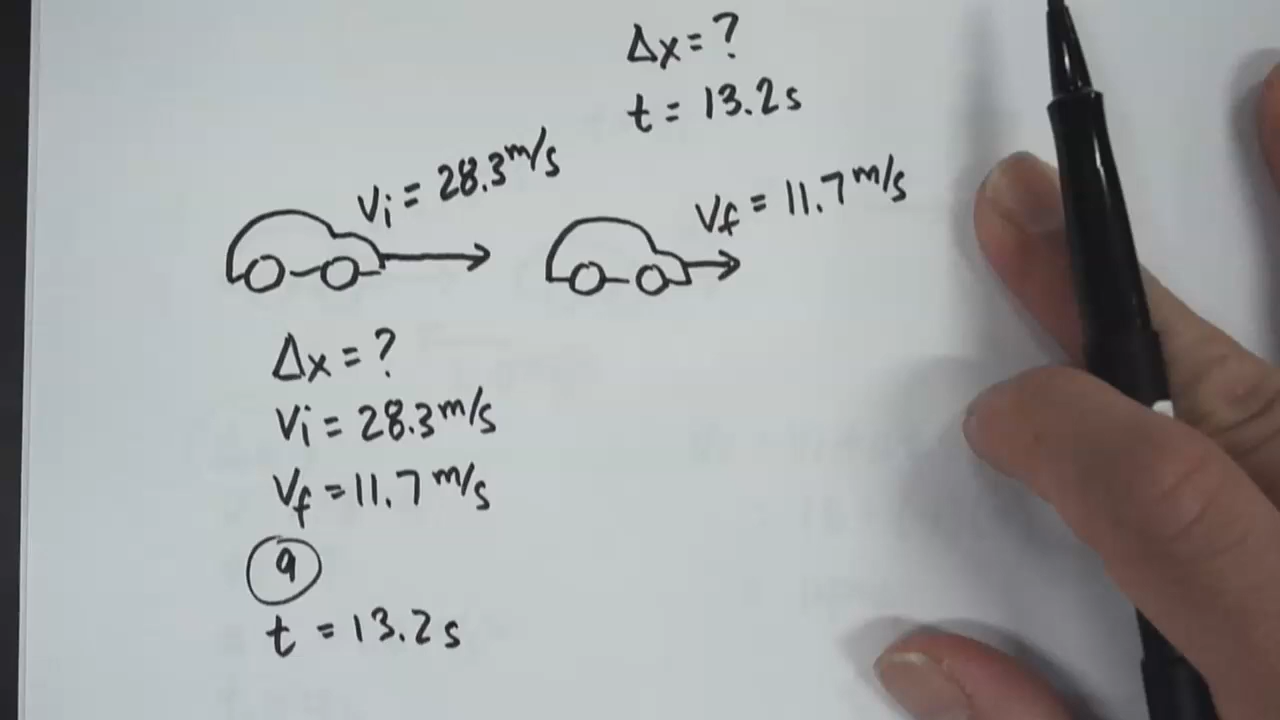 Δx = ?
t = 13.2 s
vi = 28.3 m/s
vf = 11.7 m/s
Δx = ?
vi = 28.3 m/s
vf = 11.7 m/s
a
t = 13.2 s